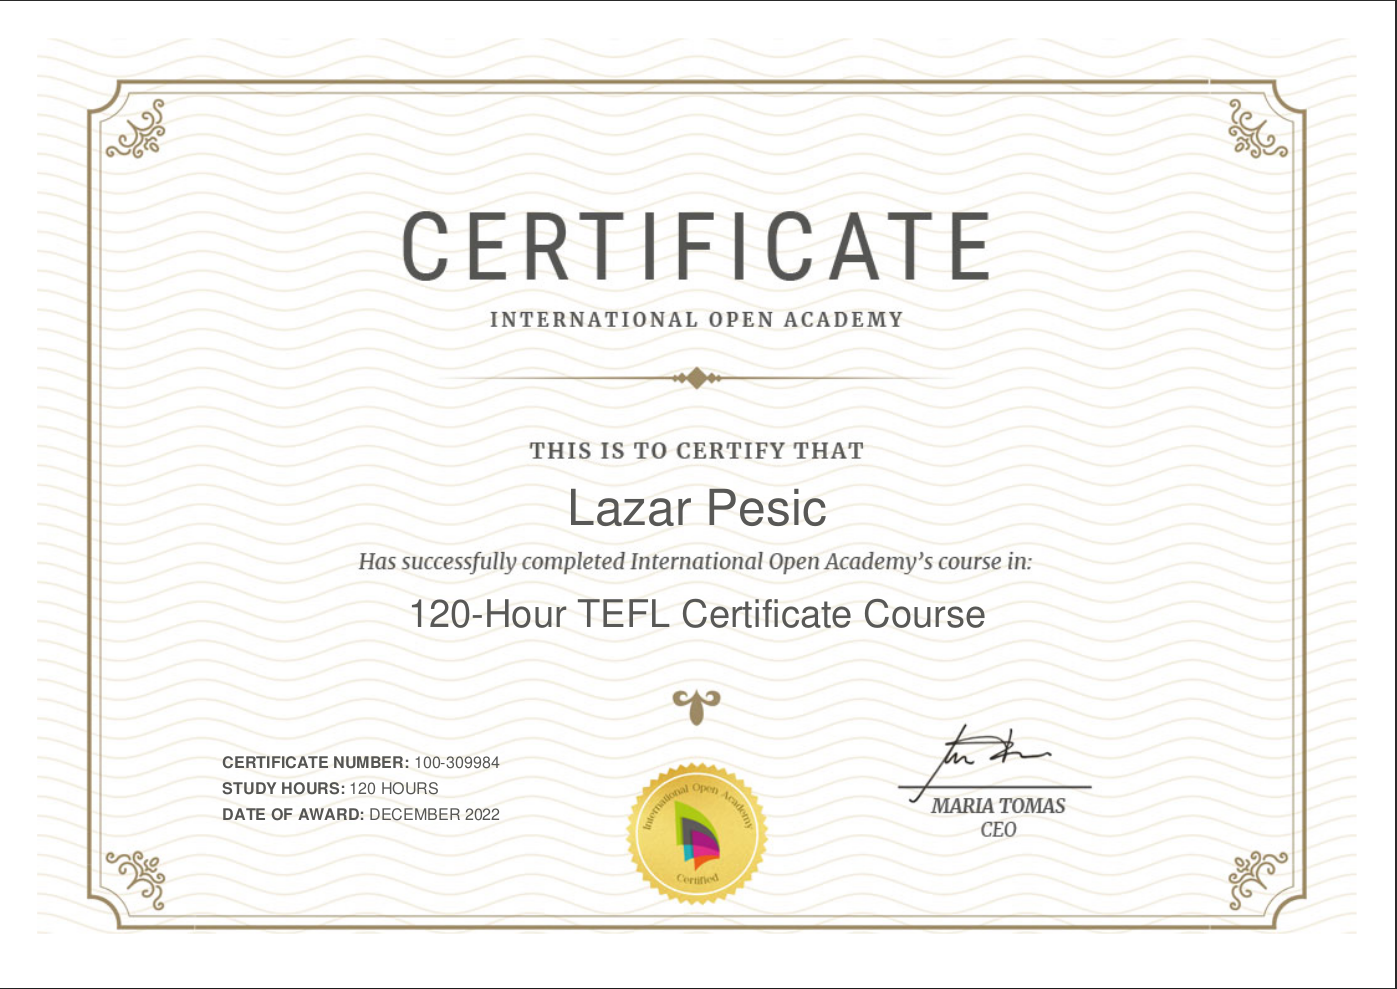 CERTIFICATE
INTERNATIONAL OPEN ACADEMY
THIS IS TO CERTIFY THAT
Lazar Pesic
Has successfully completed International Open Academy’s course in:
120-Hour TEFL Certificate Course
CERTIFICATE NUMBER: 100-309984
STUDY HOURS: 120 HOURS
DATE OF AWARD: DECEMBER 2022
International Open Academy
Certified
MARIA TOMAS
CEO